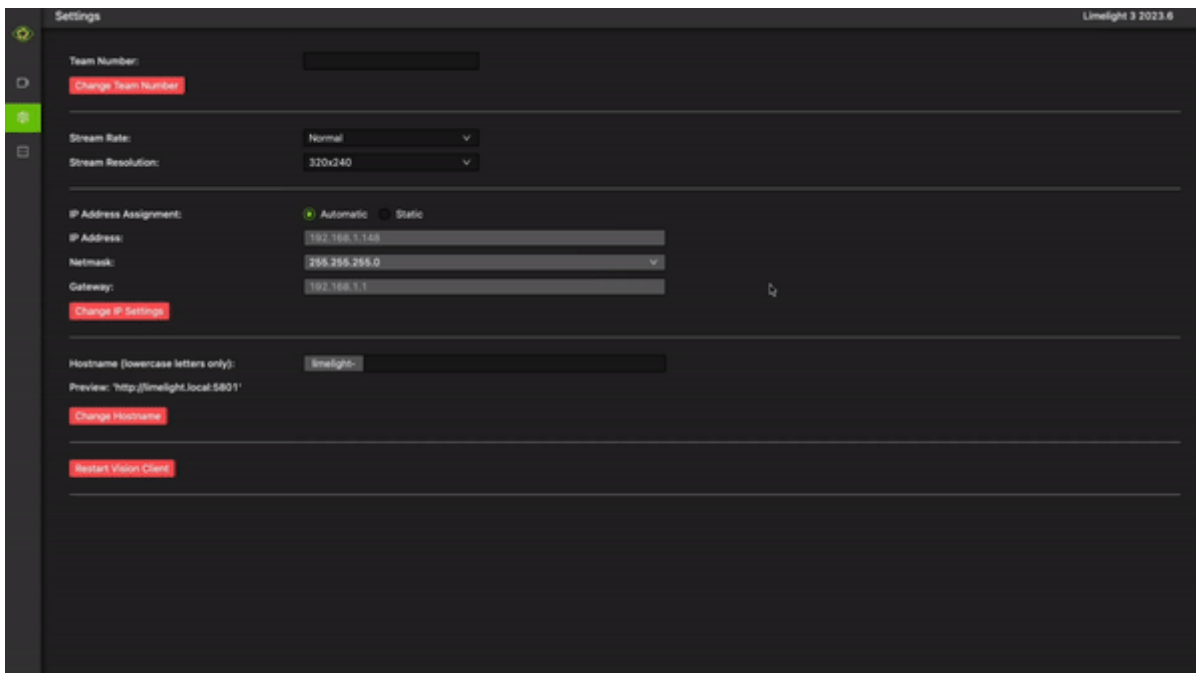 Settings
Limelight 3 2023.6
Team Number:
Change Team Number
Stream Rate: Normal
Stream Resolution: 320x240
IP Address Assignment: Automatic Static
IP Address: 192.168.1.148
Netmask: 255.255.255.0
Gateway: 192.168.1.1
Change IP Settings
Hostname (lowercase letters only): limelight-
Preview: 'http://limelight.local:5801'
Change Hostname
Restart Vision Client